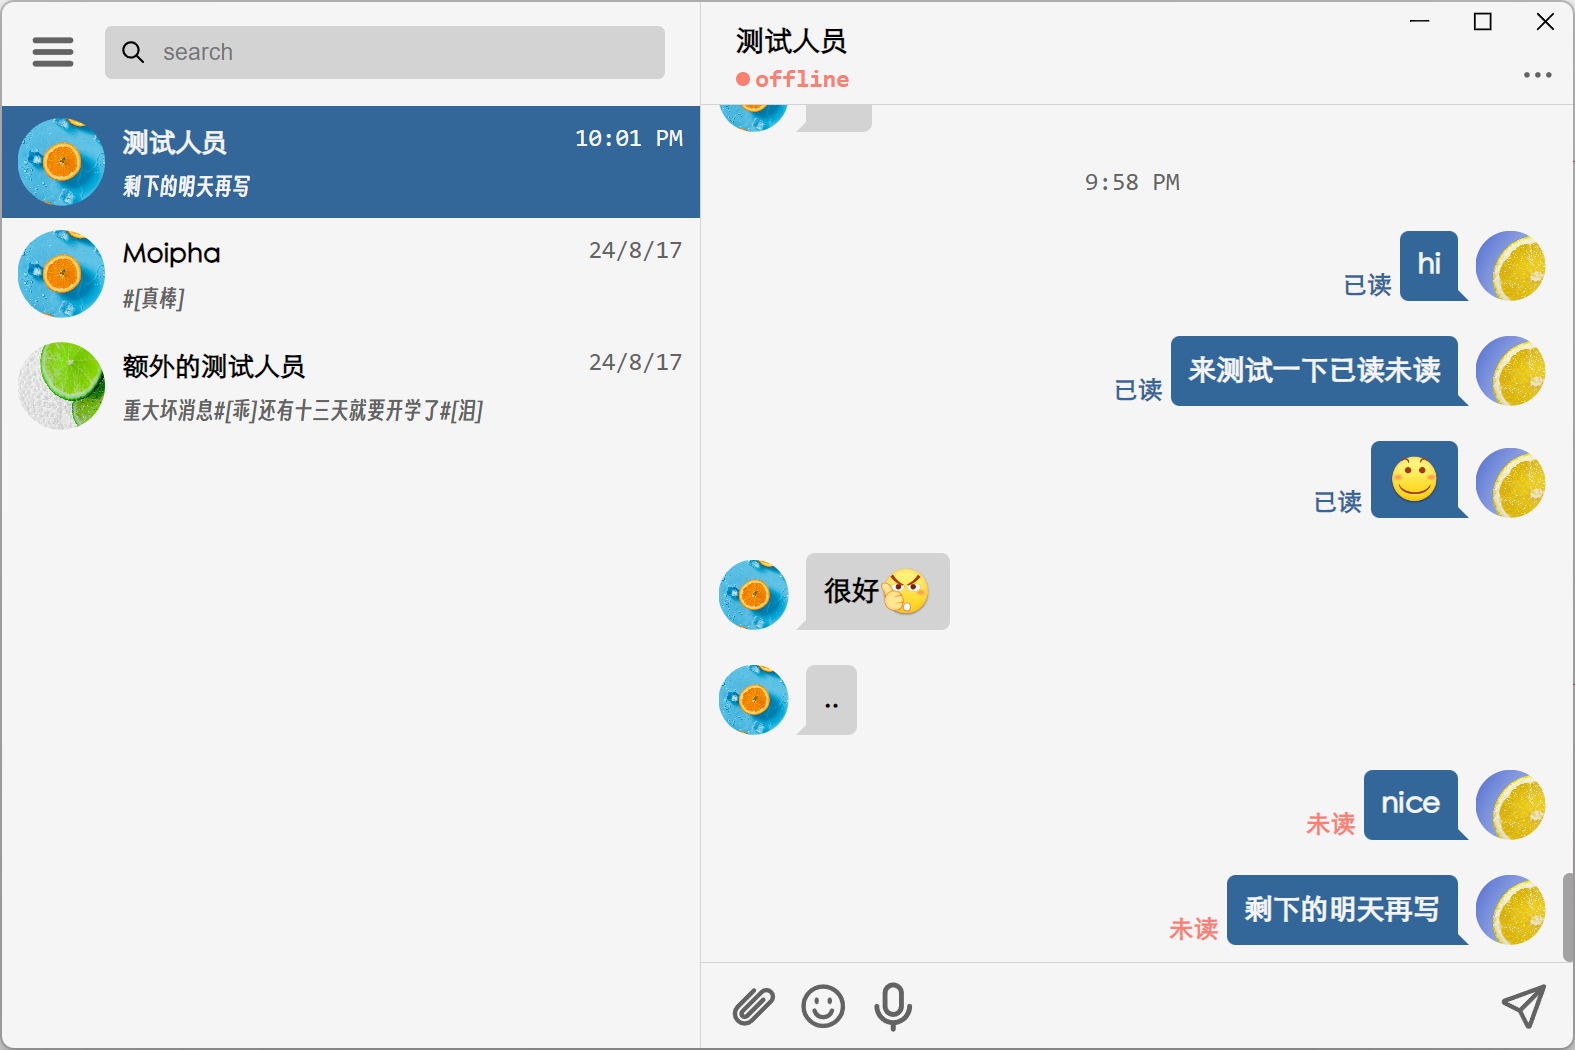 search
测试人员
10:01 PM
剩下的明天再写
Moipha
24/8/17
#[真棒]
额外的测试人员
24/8/17
重大坏消息#[乖]还有十三天就要开学了#[泪]
测试人员
offline
9:58 PM
已读
hi
已读
来测试一下已读未读
已读
很好
..
未读
nice
未读
剩下的明天再写